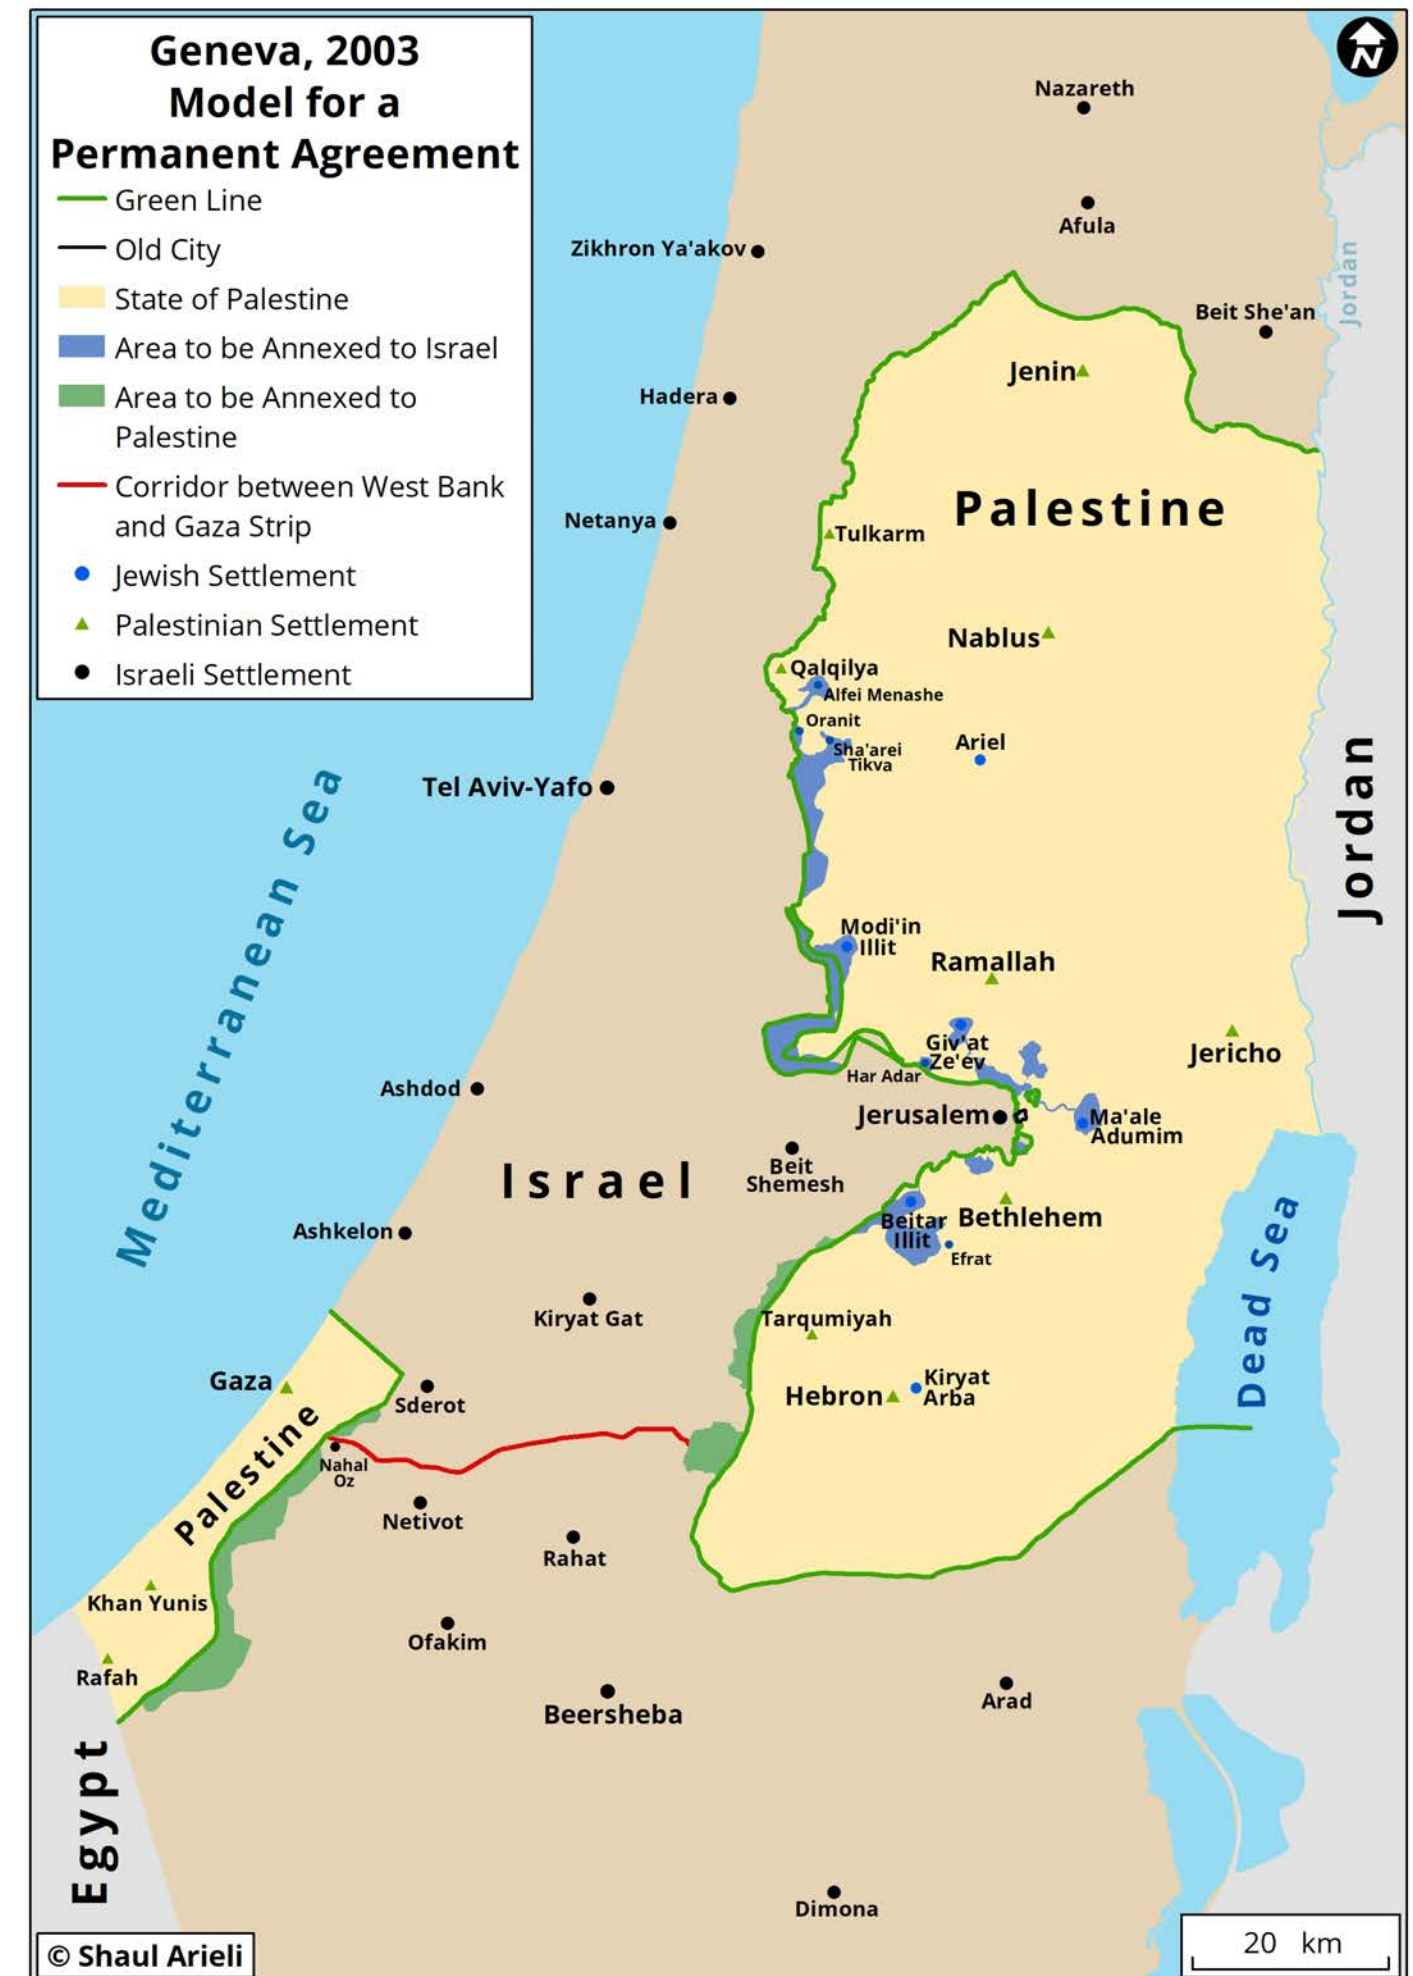 Geneva, 2003
Model for a
Permanent Agreement
Green Line
Old City
State of Palestine
Area to be Annexed to Israel
Area to be Annexed to
Palestine
Corridor between West Bank
and Gaza Strip
Jewish Settlement
Palestinian Settlement
Israeli Settlement
N
Nazareth
Afula
Zikhron Ya'akov
Jordan
Beit She'an
Jenin
Hadera
Palestine
Netanya
Tulkarm
Nablus
Qalqilya
Alfei Menashe
Oranit
Sha'arei
Tikva
Ariel
Tel Aviv-Yafo
Jordan
Mediterranean Sea
Modi'in
Illit
Ramallah
Giv'at
Ze'ev
Jericho
Har Adar
Ashdod
Jerusalem
Ma'ale
Adumim
Israel
Beit
Shemesh
Ashkelon
Beitar
Illit
Bethlehem
Efrat
Dead Sea
Kiryat Gat
Tarqumiyah
Gaza
Sderot
Hebron
Kiryat
Arba
Palestine
Nahal
Oz
Netivot
Rahat
Khan Yunis
Ofakim
Rafah
Beersheba
Arad
Egypt
Dimona
© Shaul Arieli
20 km